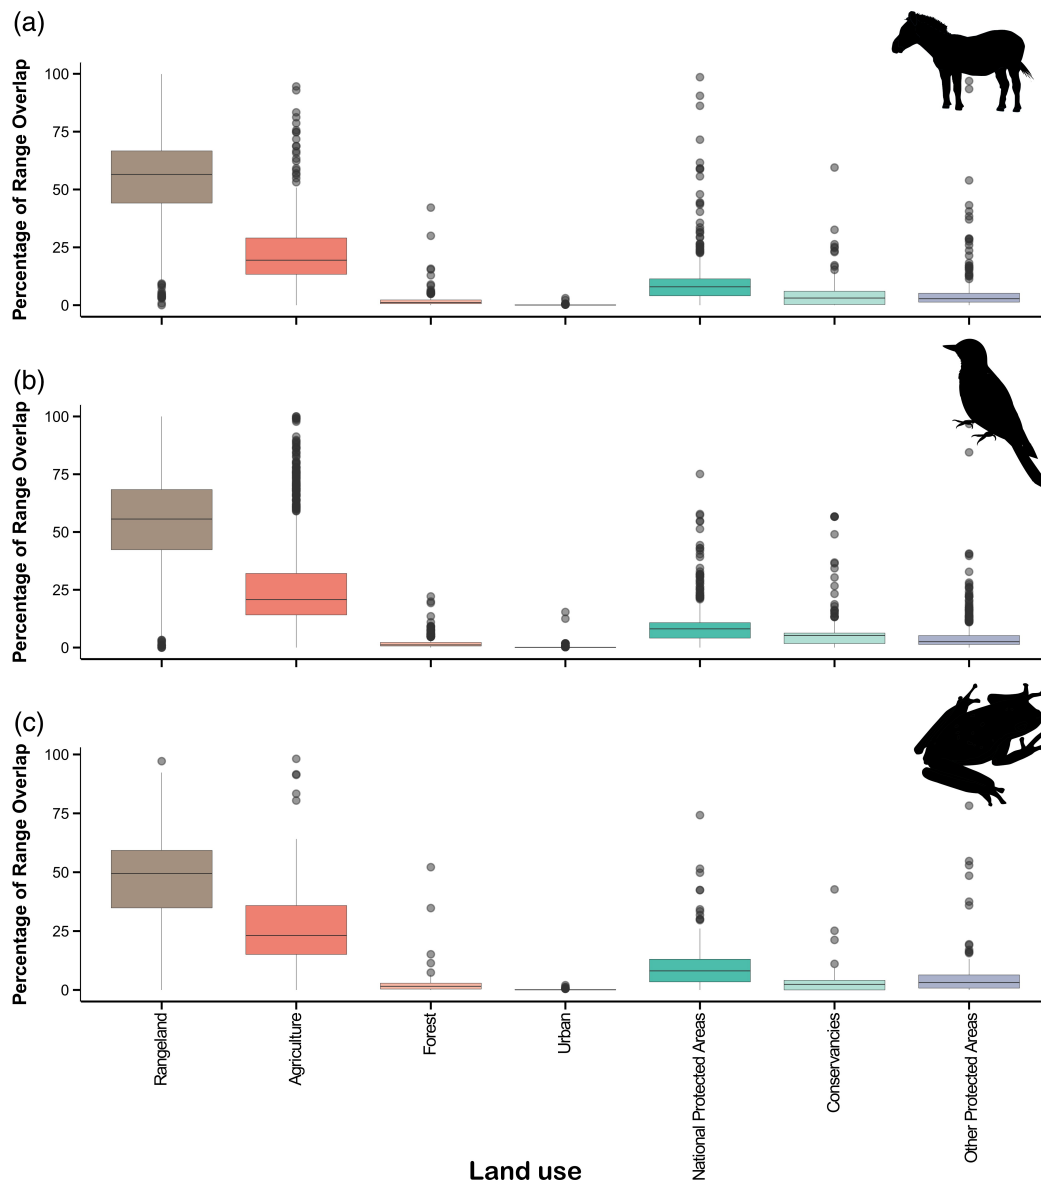 (a)
Percentage of Range Overlap
100
75
50
25
0
(b)
Percentage of Range Overlap
100
75
50
25
0
(c)
Percentage of Range Overlap
100
75
50
25
0
Rangeland
Agriculture
Forest
Urban
National Protected Areas
Conservancies
Other Protected Areas
Land use